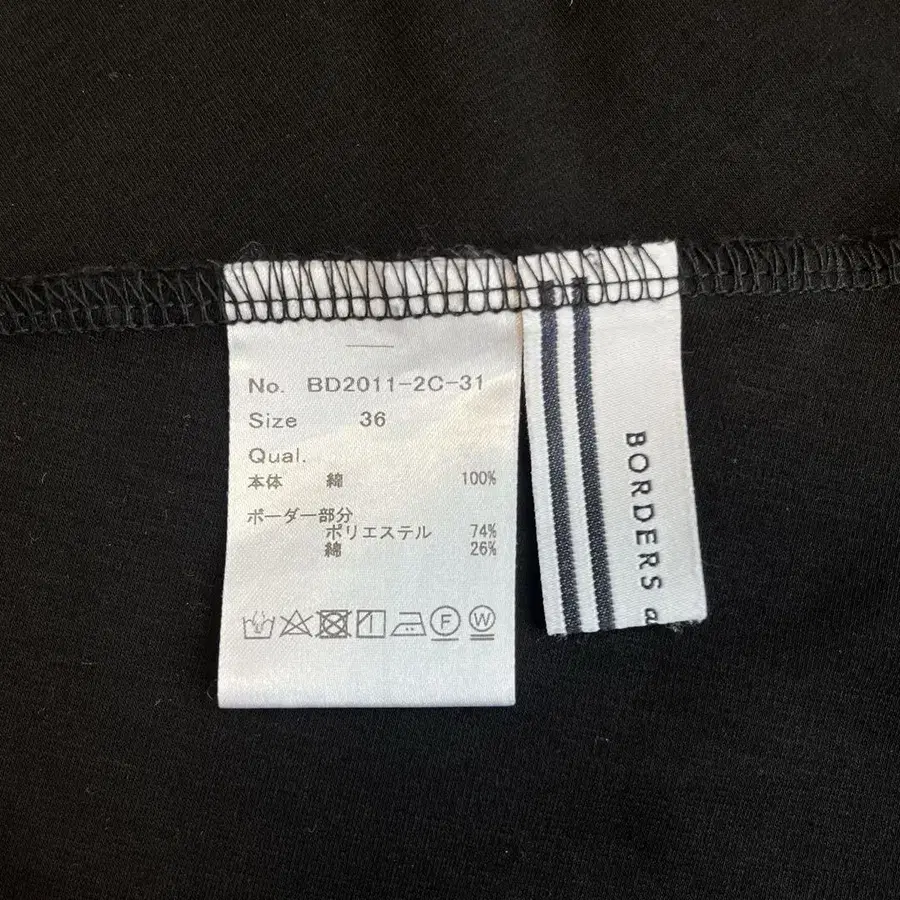 No. BD2011-2C-31
Size 36
Qual.
本体 綿 100%
ボーダー部分
ポリエステル 74%
綿 26%
F W
BORDERS a